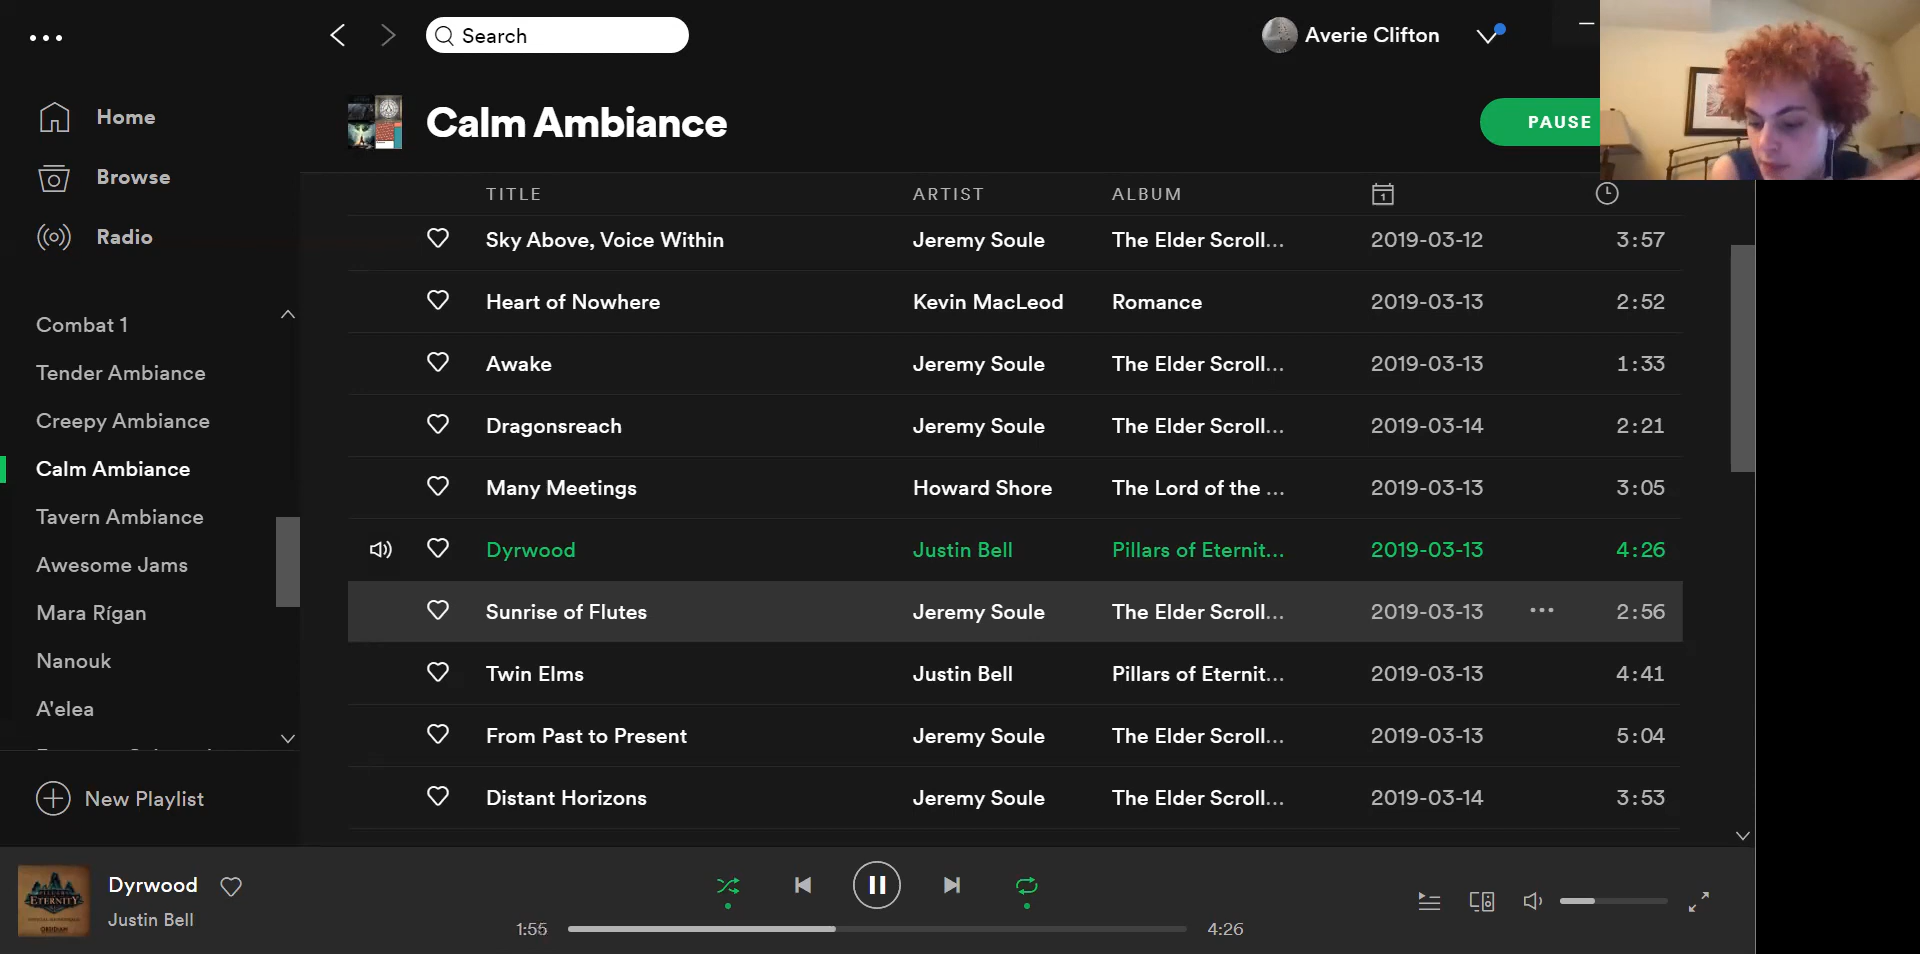 Search
Averie Clifton
Home
Browse
Radio
Combat 1
Tender Ambiance
Creepy Ambiance
Calm Ambiance
Tavern Ambiance
Awesome Jams
Mara Rígan
Nanouk
A'elea
New Playlist
Calm Ambiance
PAUSE
TITLE ARTIST ALBUM
Sky Above, Voice Within Jeremy Soule The Elder Scroll... 2019-03-12 3:57
Heart of Nowhere Kevin MacLeod Romance 2019-03-13 2:52
Awake Jeremy Soule The Elder Scroll... 2019-03-13 1:33
Dragonsreach Jeremy Soule The Elder Scroll... 2019-03-14 2:21
Many Meetings Howard Shore The Lord of the ... 2019-03-13 3:05
Dyrwood Justin Bell Pillars of Eternit... 2019-03-13 4:26
Sunrise of Flutes Jeremy Soule The Elder Scroll... 2019-03-13 2:56
Twin Elms Justin Bell Pillars of Eternit... 2019-03-13 4:41
From Past to Present Jeremy Soule The Elder Scroll... 2019-03-13 5:04
Distant Horizons Jeremy Soule The Elder Scroll... 2019-03-14 3:53
ETERNITY
OBSIDIAN
Dyrwood
Justin Bell
1:55 4:26